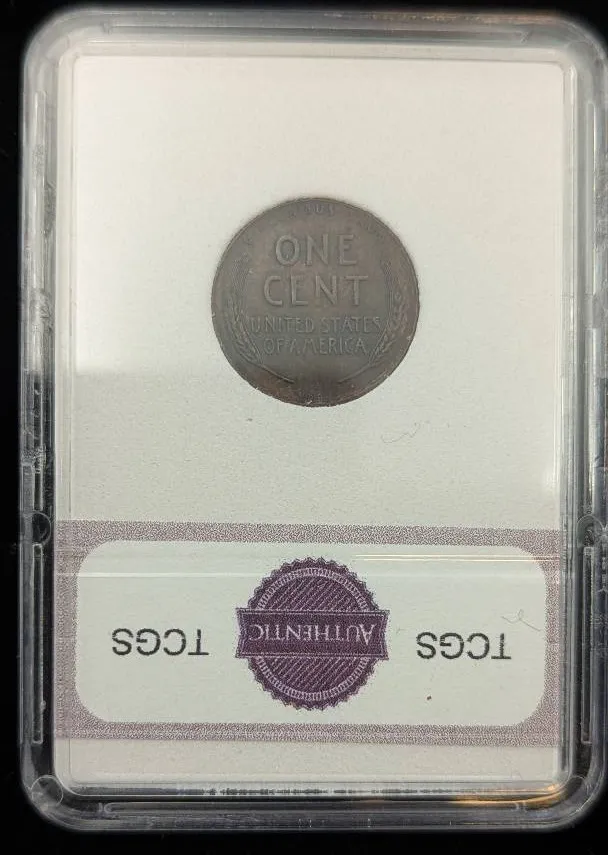 ONE
CENT
UNITED STATES
OF AMERICA
TCGS AUTHENTIC TCGS